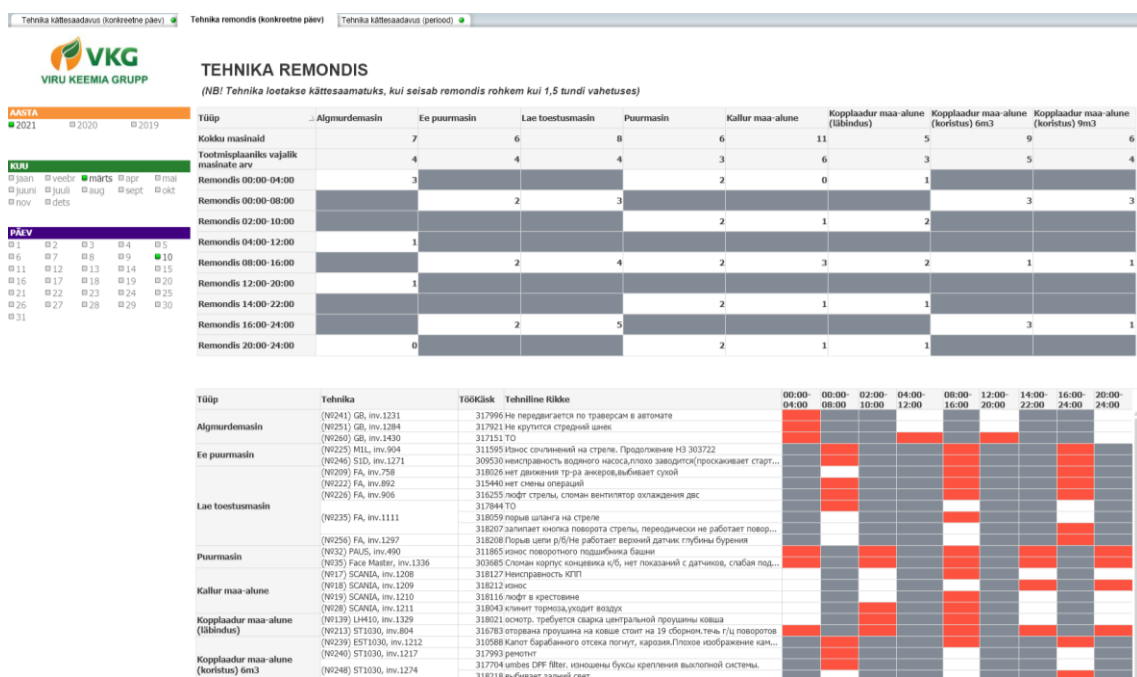 Tehnika kättesaadavus (konkreetne päev)
Tehnika remondis (konkreetne päev)
Tehnika kättesaadavus (periood)
VKG
VIRU KEEMIA GRUPP
TEHNIKA REMONDIS
(NB! Tehnika loetakse kättesaamatuks, kui seisab remondis rohkem kui 1,5 tundi vahetuses)
AASTA
2021 2020 2019
KUU
jaan veebr märts apr mai
juuni juuli aug sept okt
nov dets
PÄEV
1 2 3 4 5
6 7 8 9 10
11 12 13 14 15
16 17 18 19 20
21 22 23 24 25
26 27 28 29 30
31
Tüüp Algmurdemasin Ee puurmasin Lae toestusmasin Puurmasin Kallur maa-alune Kopplaadur maa-alune (läbindus) Kopplaadur maa-alune (koristus) 6m3 Kopplaadur maa-alune (koristus) 9m3
Kokku masinaid 7 6 8 6 11 5 9 6
Tootmisplaaniks vajalik masinate arv 4 4 4 3 6 3 5 4
Remondis 00:00-04:00 3 2 0 1
Remondis 00:00-08:00 2 3 3 3
Remondis 02:00-10:00 2 1 2
Remondis 04:00-12:00 1
Remondis 08:00-16:00 2 4 2 3 2 1 1
Remondis 12:00-20:00 1
Remondis 14:00-22:00 2 1 1
Remondis 16:00-24:00 2 5 3 1
Remondis 20:00-24:00 0 2 1 1
Tüüp Tehnika TööKäsk Tehniline Rikke 00:00-04:00 00:00-08:00 02:00-10:00 04:00-12:00 08:00-16:00 12:00-20:00 14:00-22:00 16:00-24:00 20:00-24:00
Algmurdemasin
(№241) GB, inv.1231 317996 Не передвигается по траверсам в автомате
(№251) GB, inv.1284 317921 Не крутится стредний шнек
(№260) GB, inv.1430 317151 ТО
Ee puurmasin
(№225) M1L, inv.904 311595 Износ сочлинений на стреле. Продолжение НЗ 303722
(№246) S1D, inv.1271 309530 неисправность водяного насоса,плохо заводится(проскакивает старт...
Lae toestusmasin
(№209) FA, inv.758 318026 нет движения тр-ра анкеров,выбивает сухой
(№222) FA, inv.892 315440 нет смены операций
(№226) FA, inv.906 316255 люфт стрелы, сломан вентилятор охлаждения двс
317844 ТО
(№235) FA, inv.1111 318059 порыв шланга на стреле
318207 залипает кнопка поворота стрелы, переодически не работает повор...
(№256) FA, inv.1297 318208 Порыв цепи р/б/Не работает верхний датчик глубины бурения
Puurmasin
(№32) PAUS, inv.490 311865 износ поворотного подшибника башни
(№35) Face Master, inv.1336 303685 Сломан корпус концевика к/б, нет показаний с датчиков, слабая под...
Kallur maa-alune
(№17) SCANIA, inv.1208 318127 Неисправность КПП
(№18) SCANIA, inv.1209 318212 износ
(№19) SCANIA, inv.1210 318116 люфт в крестовине
(№28) SCANIA, inv.1211 318043 клинит тормоза,уходит воздух
Kopplaadur maa-alune (läbindus)
(№139) LH410, inv.1329 318021 осмотр. требуется сварка центральной проушины ковша
(№213) ST1030, inv.804 316783 оторвана проушина на ковше стоит на 19 сборном.течь г/ц поворотов
Kopplaadur maa-alune (koristus) 6m3
(№239) EST1030, inv.1212 310588 Капот барабанного отсека погнут, карозия.Плохое изображение кам...
(№240) ST1030, inv.1217 317993 ремотнт
317704 umbes DPF filter. изношены буксы крепления выхлопной системы.
(№248) ST1030, inv.1274
318218 выбивает задний свет